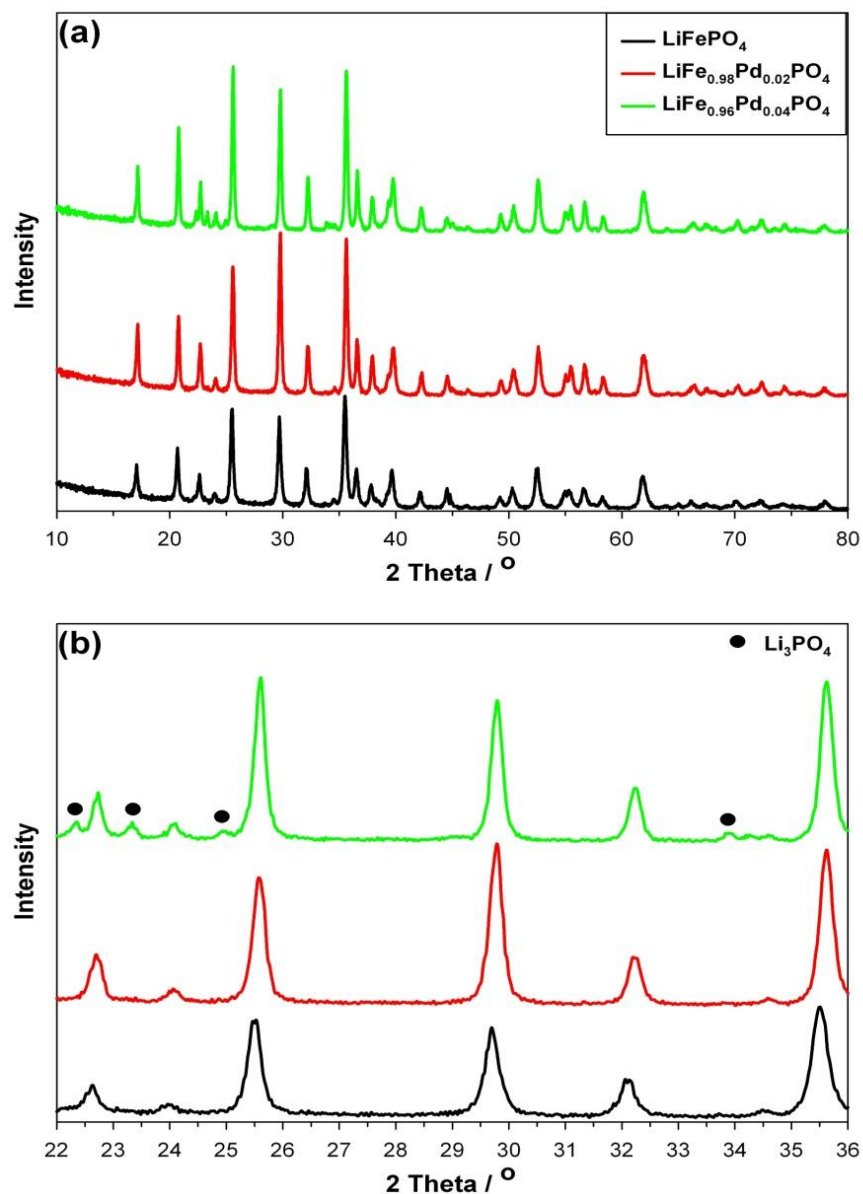 (a)
LiFePO₄
LiFe₀.₉₈Pd₀.₀₂PO₄
LiFe₀.₉₆Pd₀.₀₄PO₄
Intensity
10 20 30 40 50 60 70 80
2 Theta / °
(b)
Li₃PO₄
Intensity
22 23 24 25 26 27 28 29 30 31 32 33 34 35 36
2 Theta / °